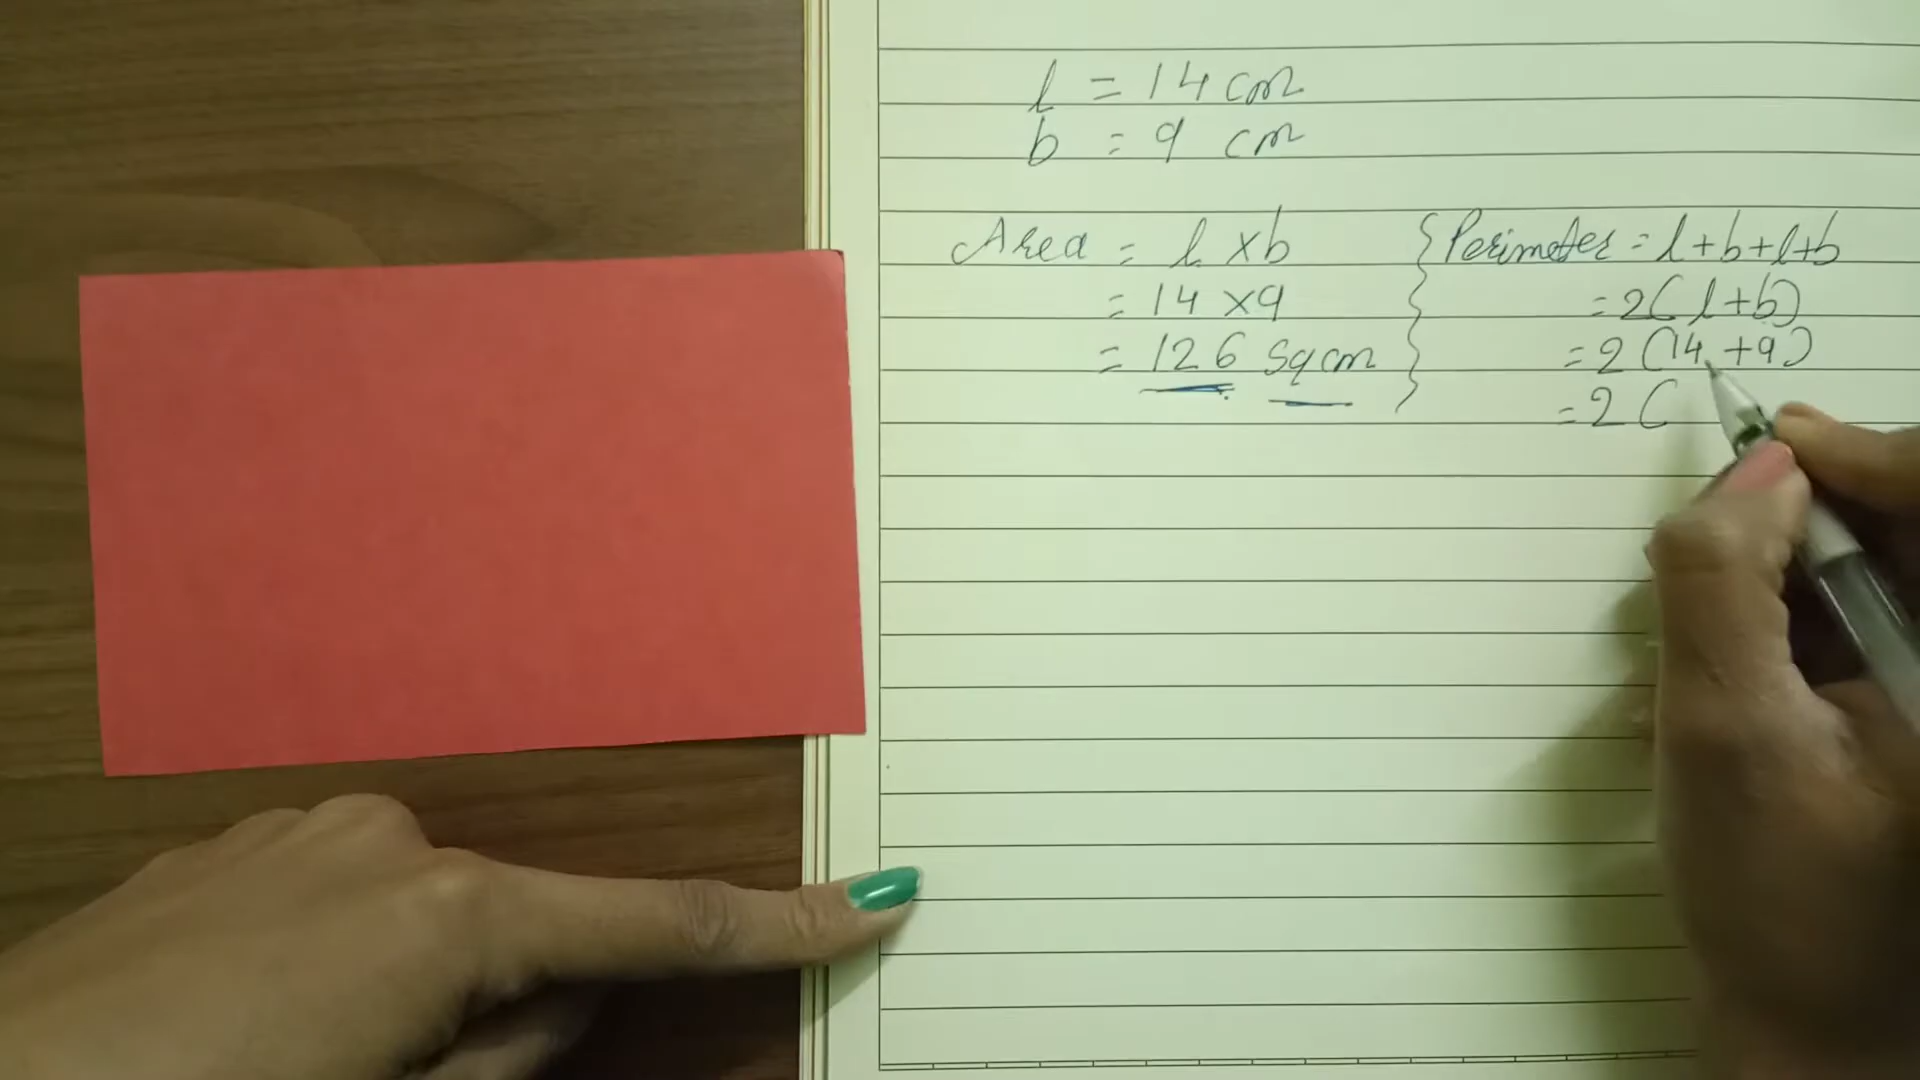 l = 14 cm
b = 9 cm
Area = l x b
= 14 x 9
= 126 sq cm
Perimeter = l+b+l+b
= 2(l+b)
= 2(14+9)
= 2(